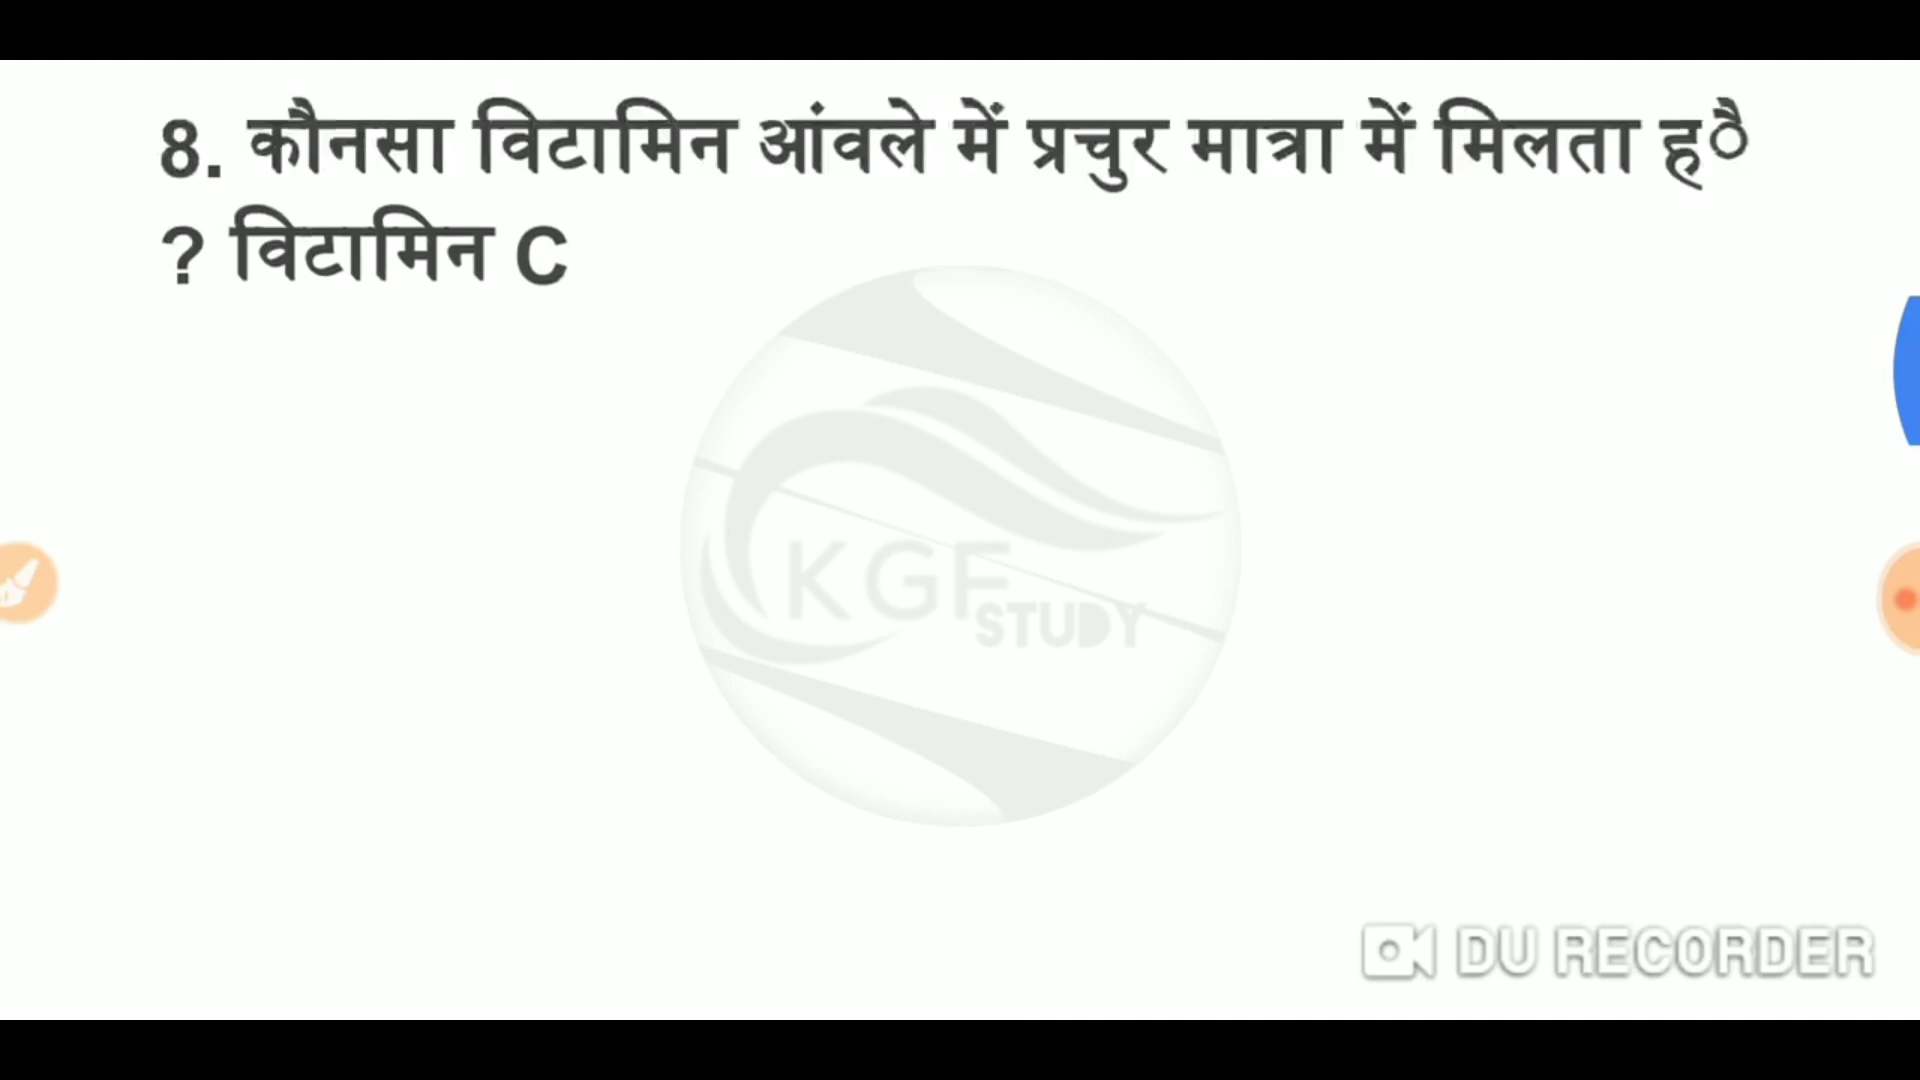 8. कौनसा विटामिन आंवले में प्रचुर मात्रा में मिलता है
? विटामिन C
KGF
STUDY
DU RECORDER